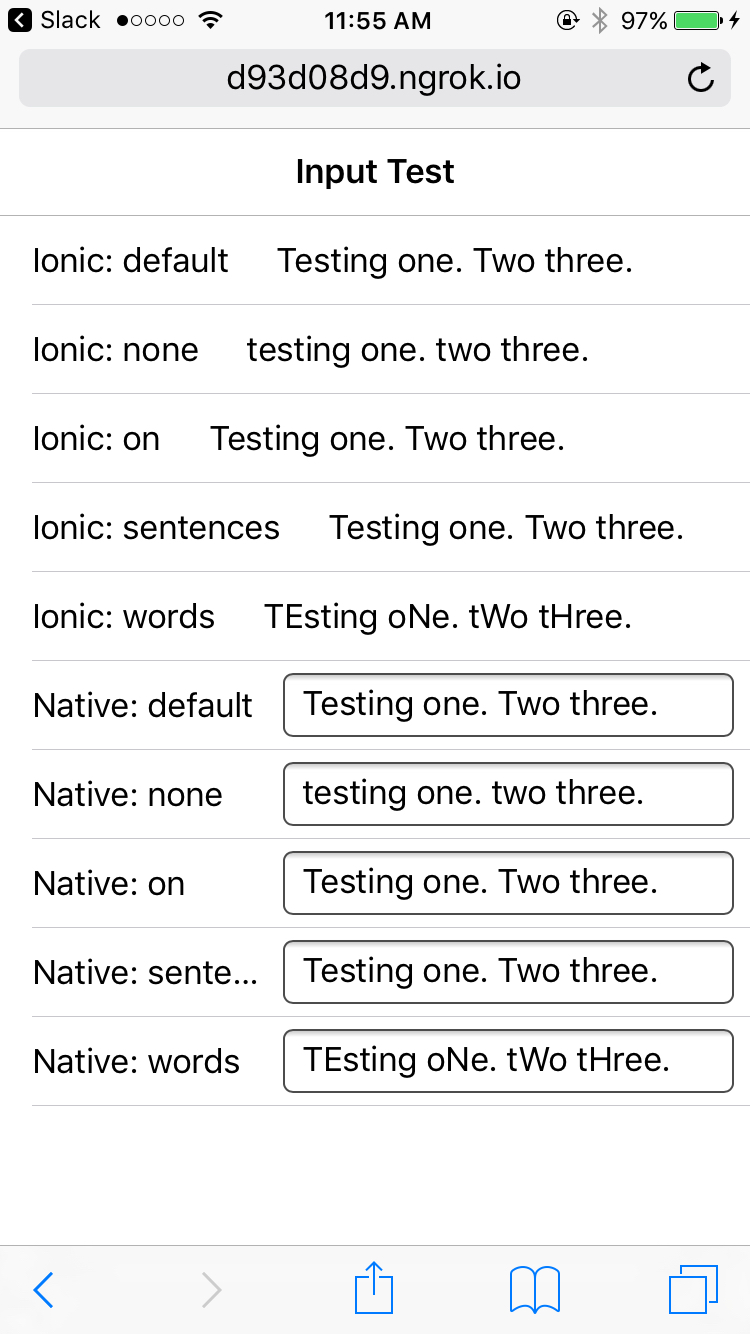 Slack 11:55 AM 97%
d93d08d9.ngrok.io
Input Test
Ionic: default Testing one. Two three.
Ionic: none testing one. two three.
Ionic: on Testing one. Two three.
Ionic: sentences Testing one. Two three.
Ionic: words TEsting oNe. tWo tHree.
Native: default Testing one. Two three.
Native: none testing one. two three.
Native: on Testing one. Two three.
Native: sente... Testing one. Two three.
Native: words TEsting oNe. tWo tHree.